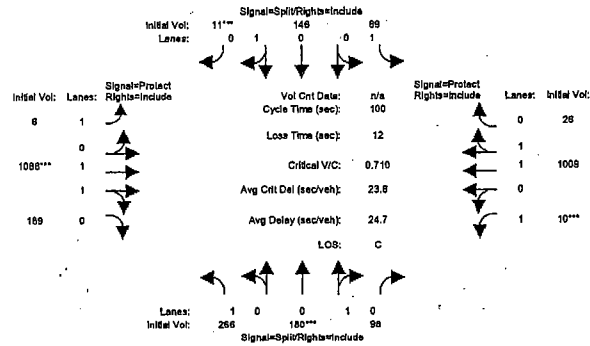 Signal=Split/Rights=Include
Initial Vol: 11*** 146 89
Lanes: 0 1 0 0 1
Signal=Protect
Initial Vol: Lanes: Rights=Include
Vol Cnt Date: n/a
Signal=Protect
Rights=Include Lanes: Initial Vol:
Cycle Time (sec): 100
6 1
0 26
Loss Time (sec): 12
0
1
1086*** 1
Critical V/C: 0.710
1 1009
1
Avg Crit Del (sec/veh): 23.8
0
189 0
Avg Delay (sec/veh): 24.7
1 10***
LOS: C
Lanes: 1 0 0 1 0
Initial Vol: 266 180*** 98
Signal=Split/Rights=Include